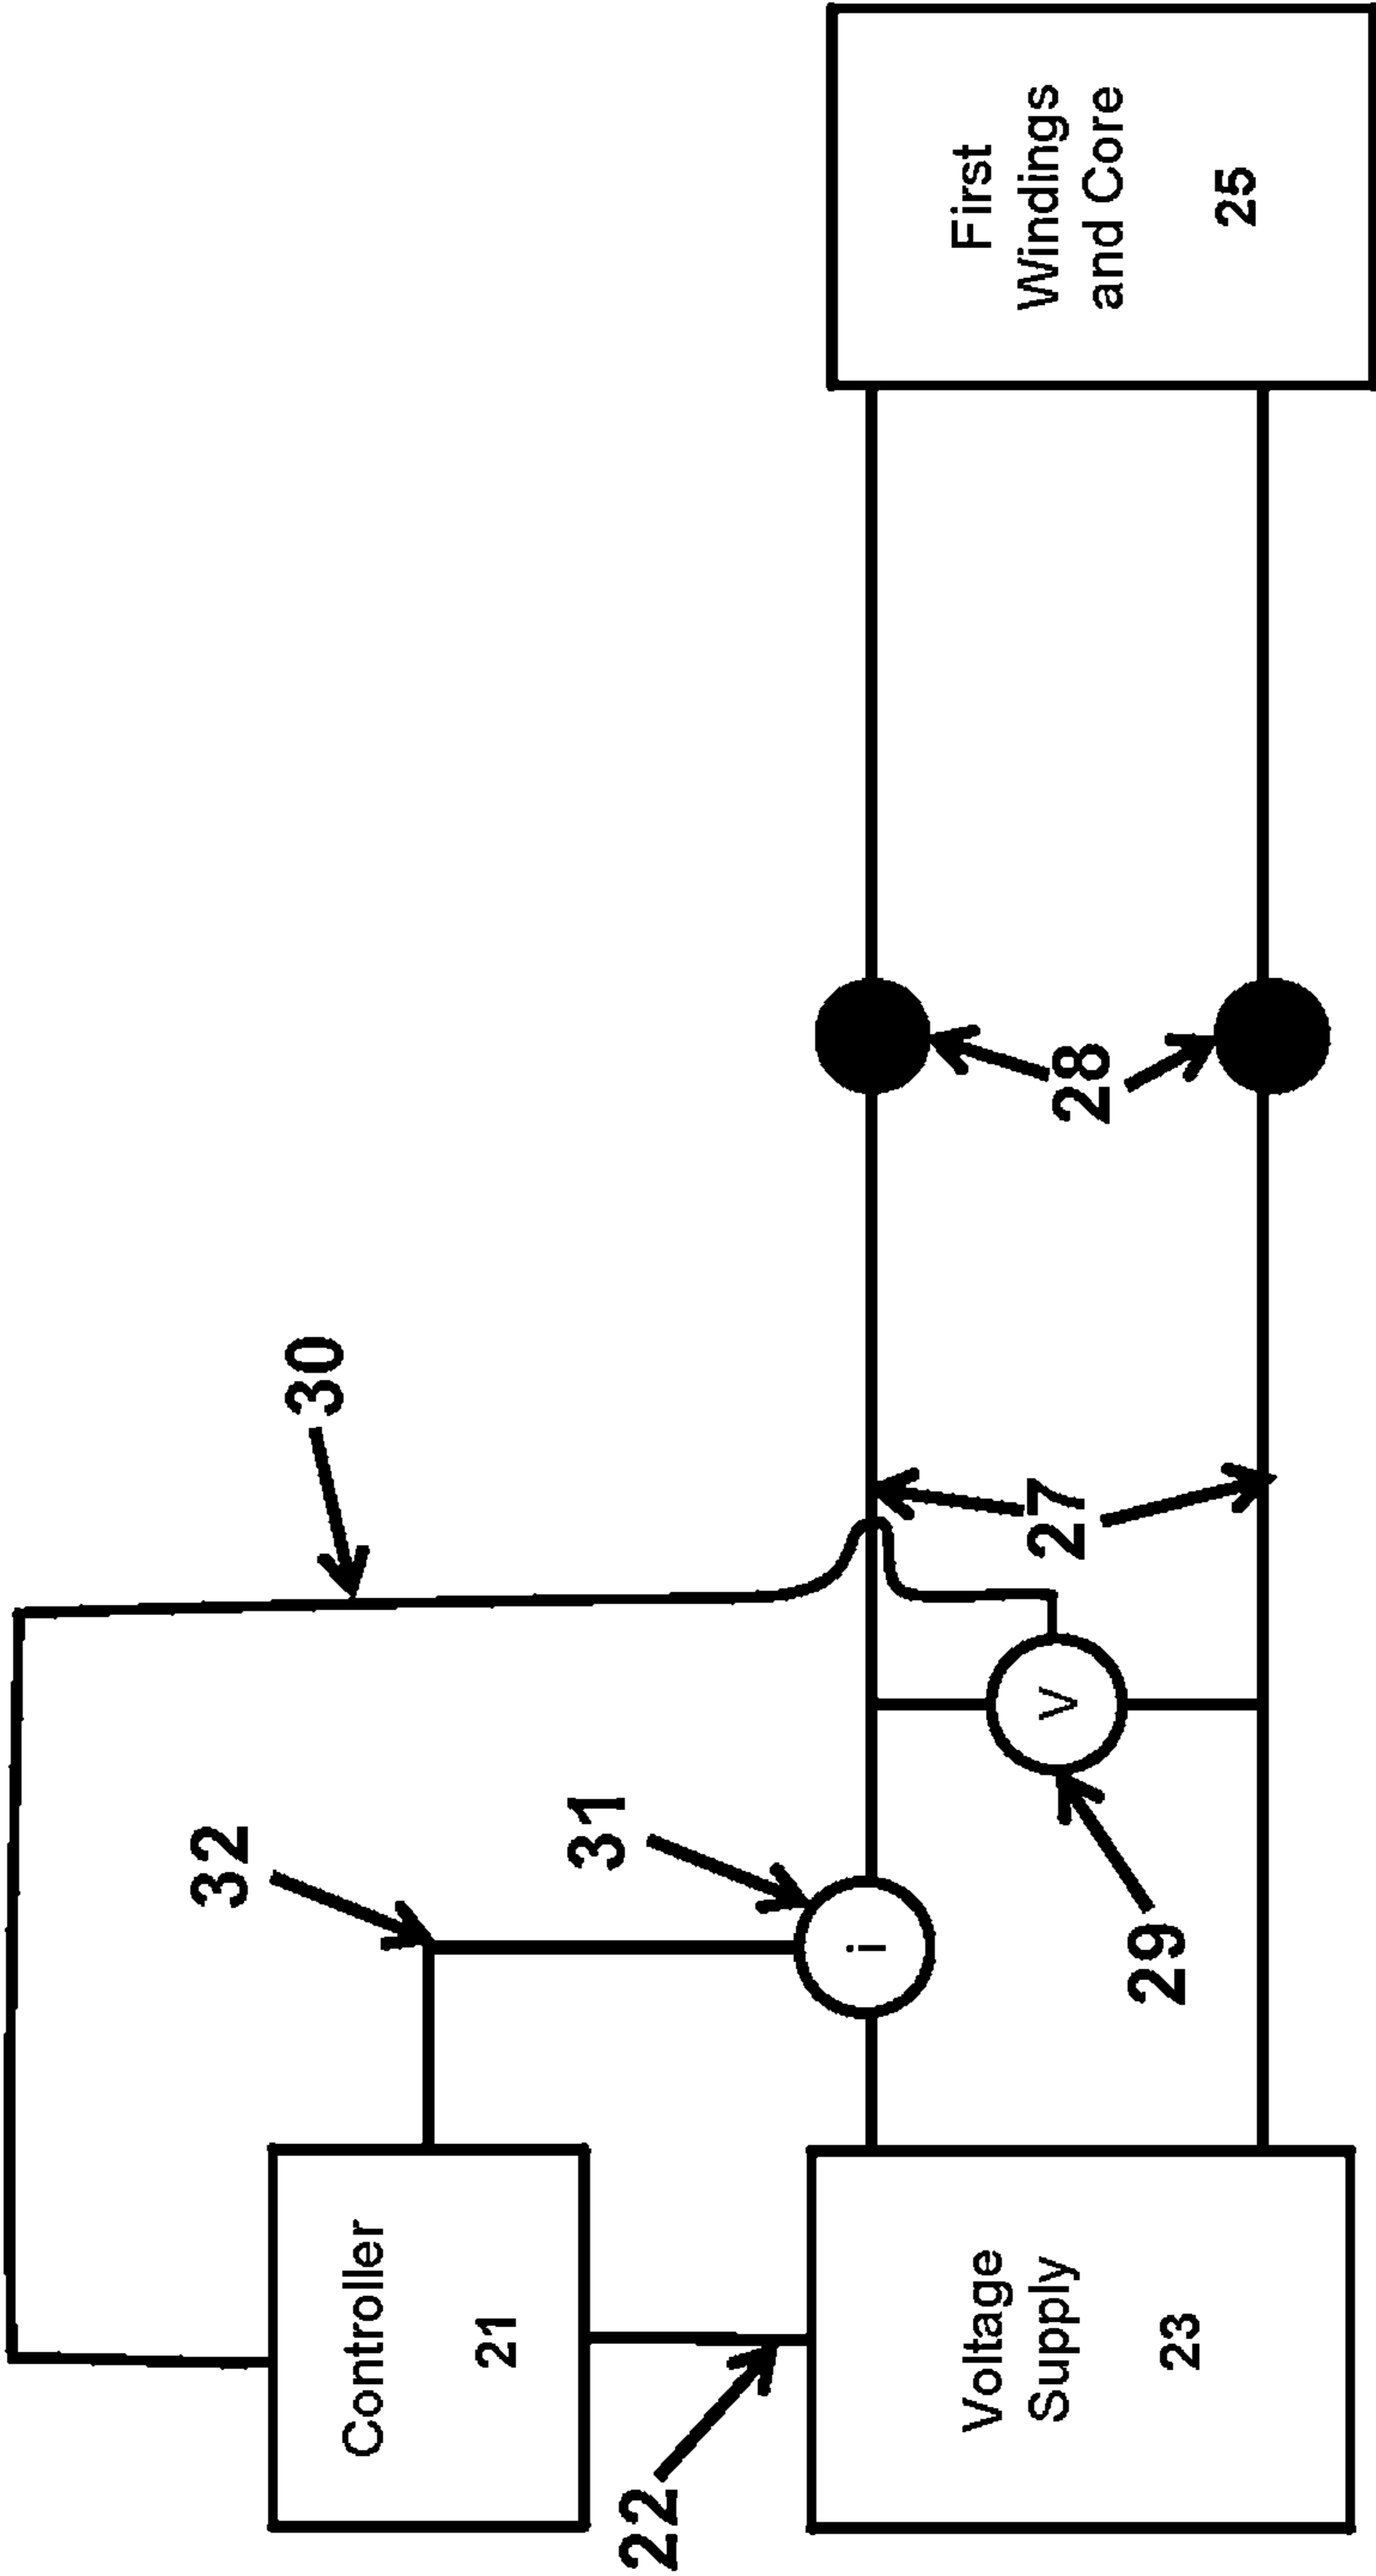 30
32
31
Controller
21
22
Voltage
Supply
23
i
V
29
27
28
First
Windings
and Core
25